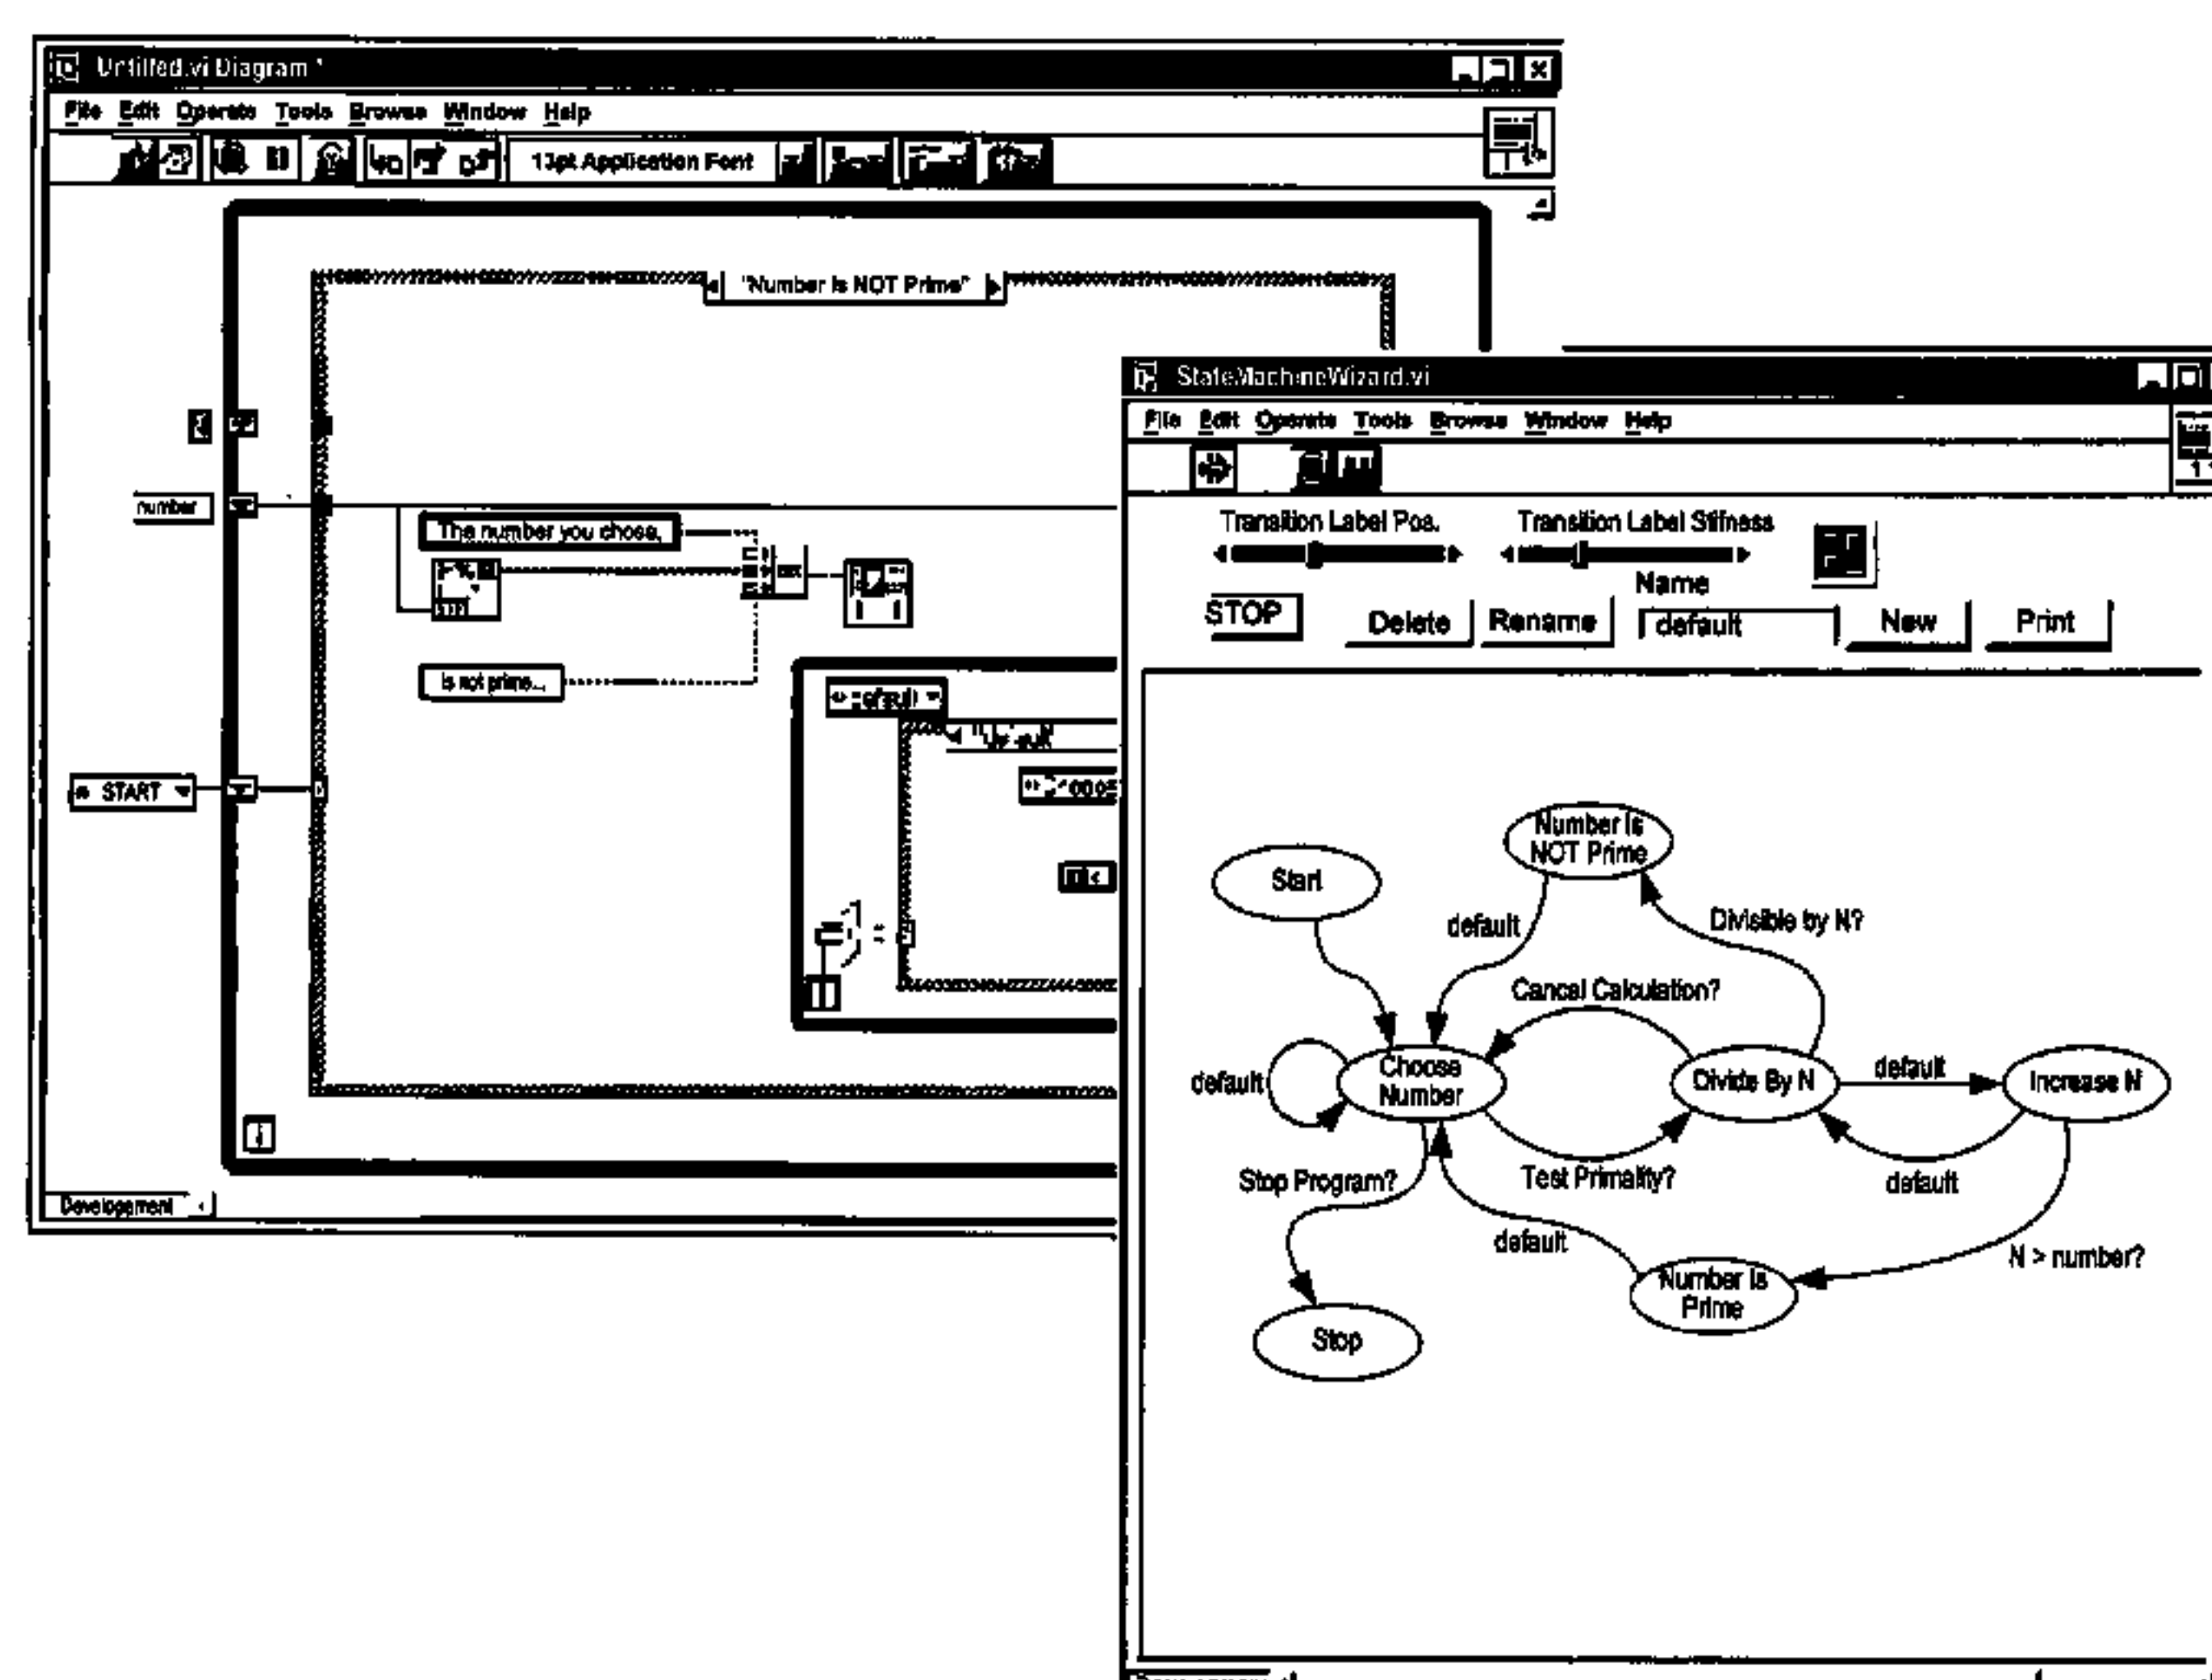 Untitled.vi Diagram *
File Edit Operate Tools Browse Window Help
13pt Application Font
"Number Is NOT Prime"
number
The number you chose,
is not prime...
START
default
Developement
StateMachineWizard.vi
File Edit Operate Tools Browse Window Help
Transition Label Pos.
Transition Label Stifness
Name
STOP
Delete
Rename
default
New
Print
Number Is
NOT Prime
Start
default
Divisible by N?
Cancal Calculation?
default
Choose
Number
Divide By N
default
Increase N
Stop Program?
Test Primality?
default
default
N > number?
Number Is
Prime
Stop